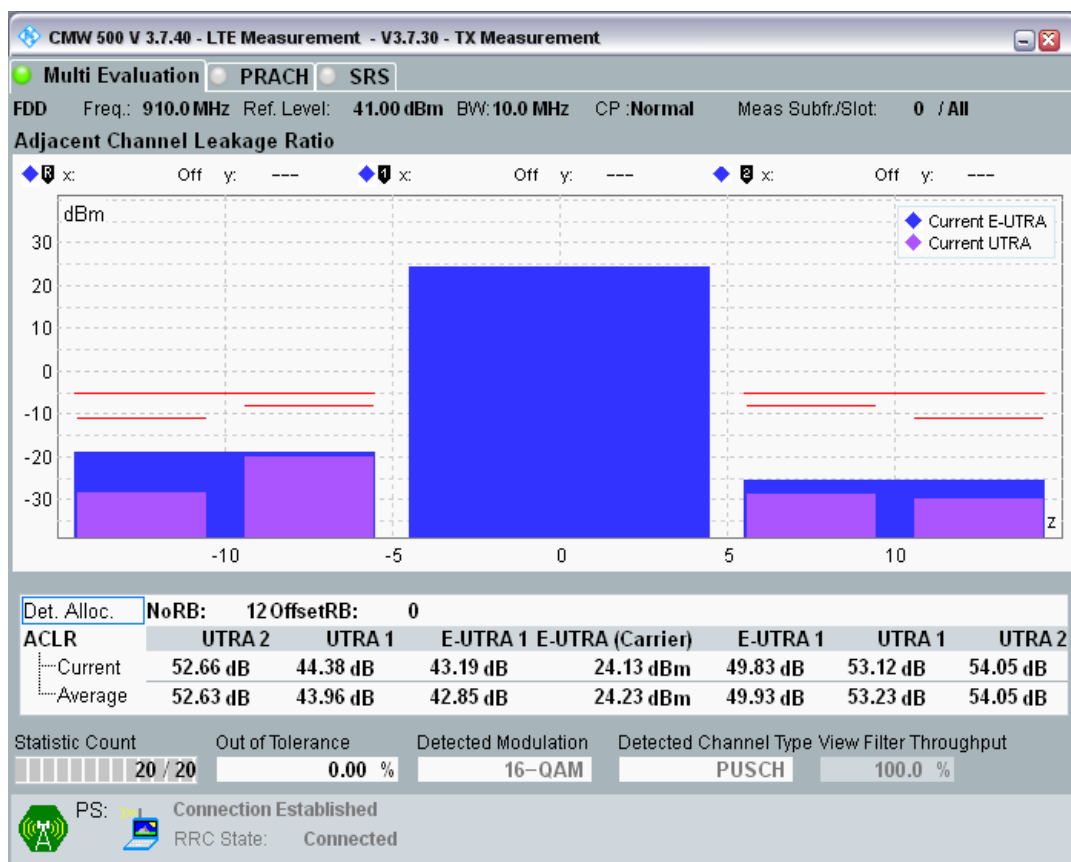 CMW 500 V 3.7.40 - LTE Measurement - V3.7.30 - TX Measurement
Multi Evaluation PRACH SRS
FDD Freq.: 910.0 MHz Ref. Level: 41.00 dBm BW: 10.0 MHz CP :Normal Meas Subfr./Slot: 0 / All
Adjacent Channel Leakage Ratio
R x: Off y: --- 1 x: Off y: --- 2 x: Off y: ---
dBm
Current E-UTRA
Current UTRA
30
20
10
0
-10
-20
-30
z
-10 -5 0 5 10
Det. Alloc. NoRB: 12 OffsetRB: 0
ACLR UTRA 2 UTRA 1 E-UTRA 1 E-UTRA (Carrier) E-UTRA 1 UTRA 1 UTRA 2
Current 52.66 dB 44.38 dB 43.19 dB 24.13 dBm 49.83 dB 53.12 dB 54.05 dB
Average 52.63 dB 43.96 dB 42.85 dB 24.23 dBm 49.93 dB 53.23 dB 54.05 dB
Statistic Count Out of Tolerance Detected Modulation Detected Channel Type View Filter Throughput
20 / 20 0.00 % 16-QAM PUSCH 100.0 %
PS: Connection Established
RRC State: Connected